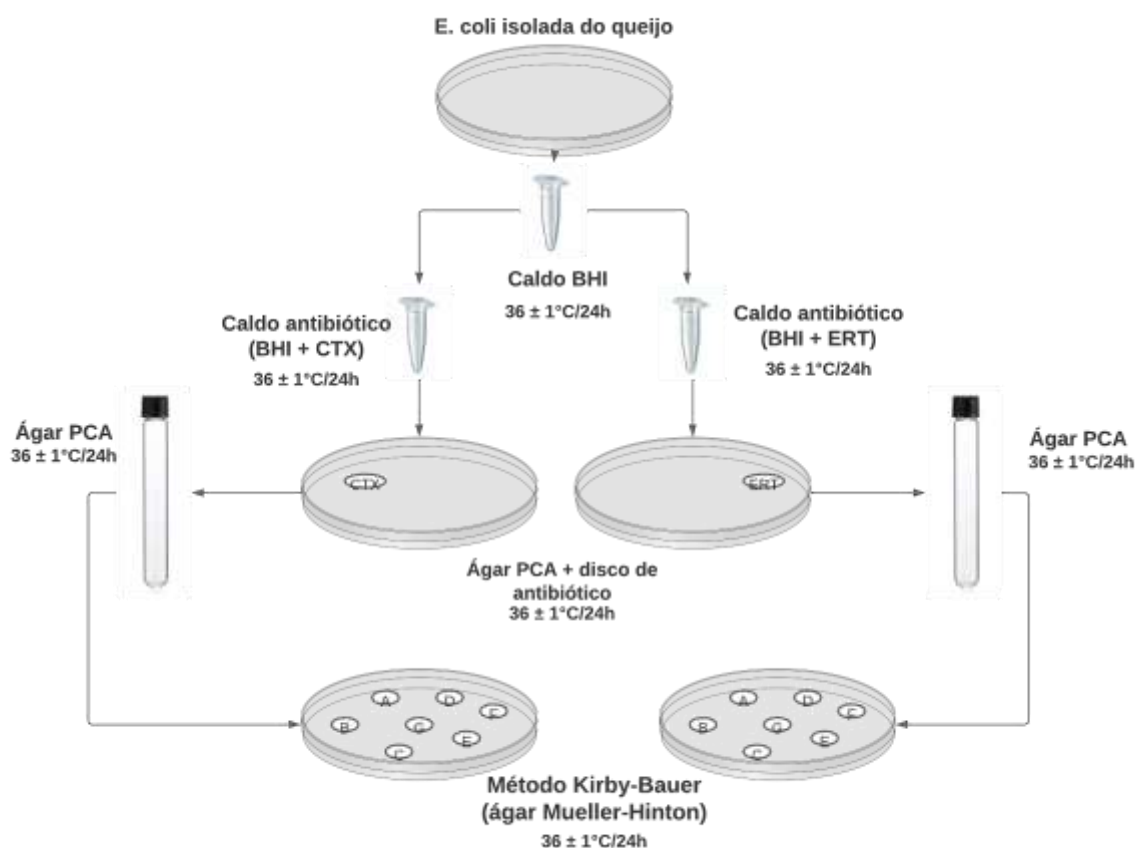 E. coli isolada do queijo
Caldo BHI
36 ± 1°C/24h
Caldo antibiótico
(BHI + CTX)
36 ± 1°C/24h
Caldo antibiótico
(BHI + ERT)
36 ± 1°C/24h
Ágar PCA
36 ± 1°C/24h
CTX
ERT
Ágar PCA
36 ± 1°C/24h
Ágar PCA + disco de
antibiótico
36 ± 1°C/24h
A
D
F
B
G
E
C
A
D
F
B
G
E
C
Método Kirby-Bauer
(ágar Mueller-Hinton)
36 ± 1°C/24h